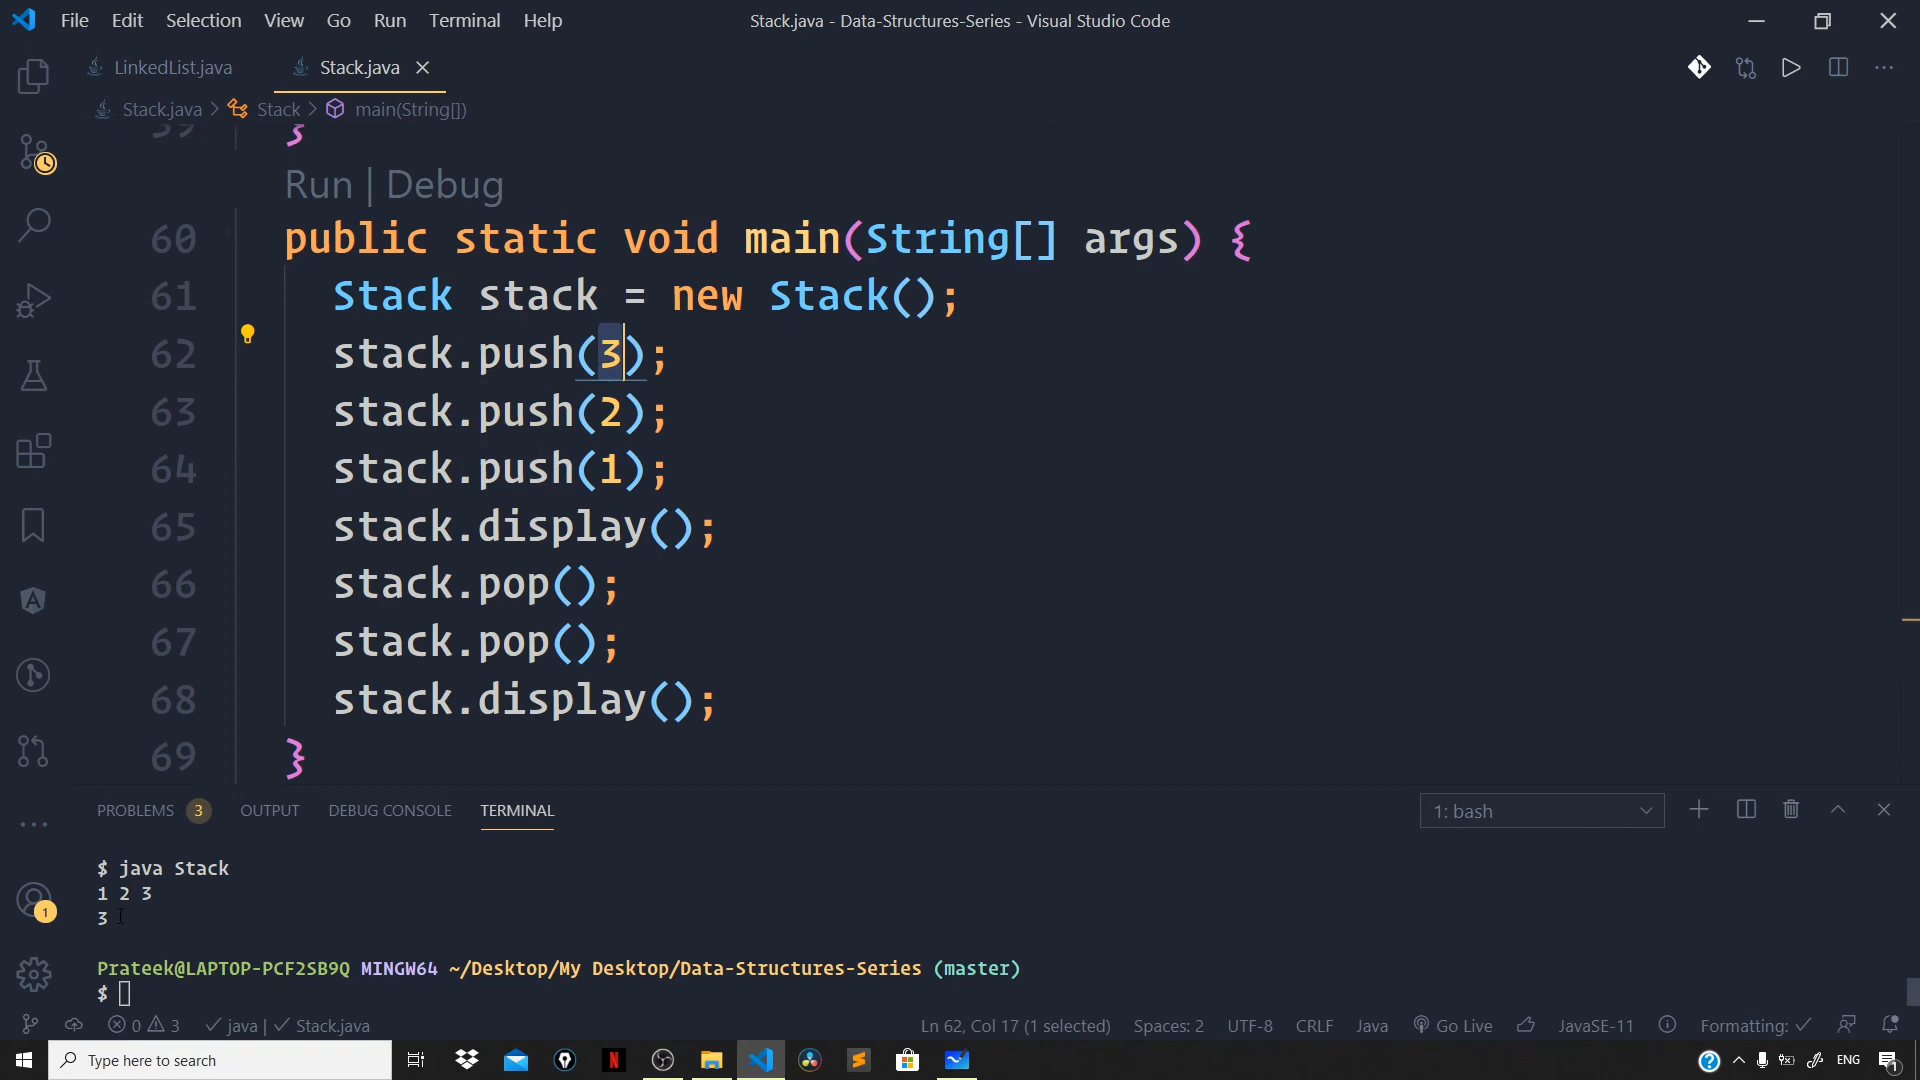 File Edit Selection View Go Run Terminal Help Stack.java - Data-Structures-Series - Visual Studio Code
LinkedList.java Stack.java
Stack.java > Stack > main(String[])
59 }
Run | Debug
60 public static void main(String[] args) {
61 Stack stack = new Stack();
62 stack.push(3);
63 stack.push(2);
64 stack.push(1);
65 stack.display();
66 stack.pop();
67 stack.pop();
68 stack.display();
69 }
PROBLEMS 3 OUTPUT DEBUG CONSOLE TERMINAL 1: bash
$ java Stack
1 2 3
3
Prateek@LAPTOP-PCF2SB9Q MINGW64 ~/Desktop/My Desktop/Data-Structures-Series (master)
$
1
0 3 java | Stack.java Ln 62, Col 17 (1 selected) Spaces: 2 UTF-8 CRLF Java Go Live JavaSE-11 Formatting:
Type here to search ENG 1